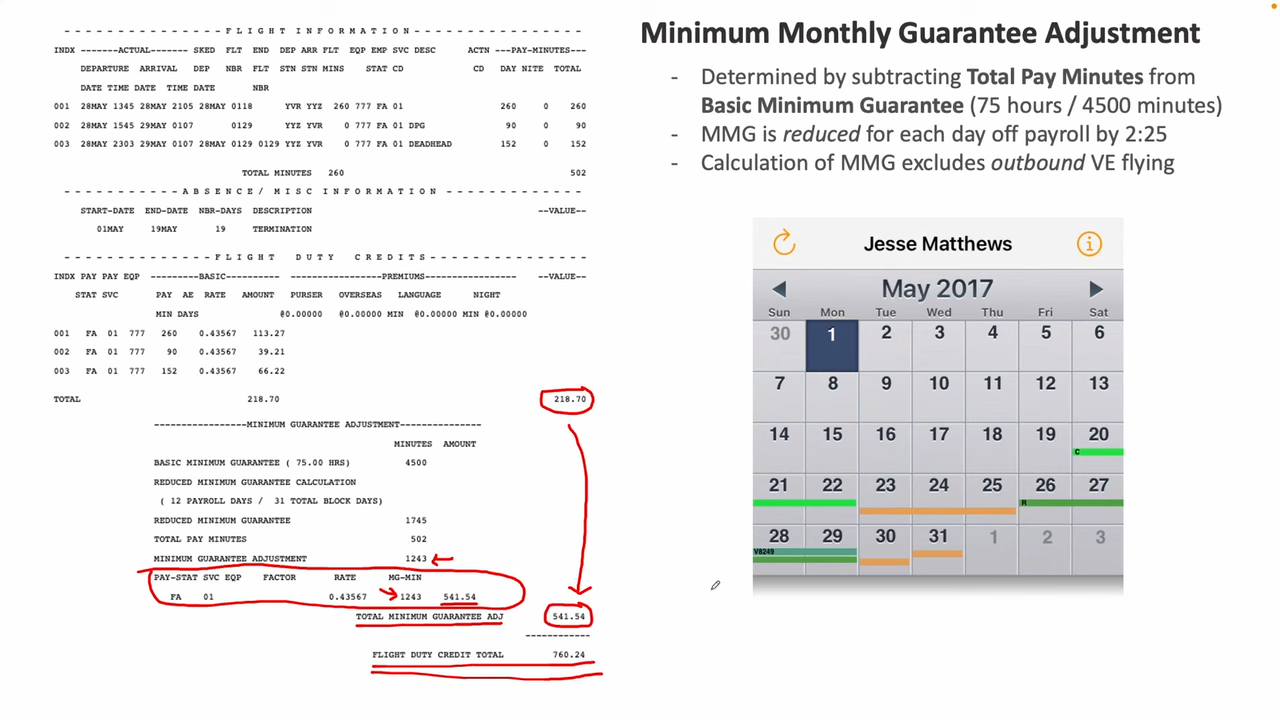 - - - - - - - - - - - - - - - - F L I G H T  I N F O R M A T I O N - - - - - - - - - - - - - - - - -
INDX -------ACTUAL------- SKED FLT END DEP ARR FLT EQP EMP SVC DESC ACTN ---PAY-MINUTES
DEPARTURE ARRIVAL DEP NBR FLT STN STN MINS STAT CD CD DAY NITE TOTAL
DATE TIME DATE TIME DATE NBR
001 28MAY 1345 28MAY 2105 28MAY 0118 YVR YYZ 260 777 FA 01 260 0 260
002 28MAY 1545 29MAY 0107 0129 YYZ YVR 0 777 FA 01 DPG 90 0 90
003 28MAY 2303 29MAY 0107 28MAY 0129 0129 YYZ YVR 0 777 FA 01 DEADHEAD 152 0 152
TOTAL MINUTES 260 502
- - - - - - - - - - - A B S E N C E / M I S C  I N F O R M A T I O N - - - - - - - - - - - - -
START-DATE END-DATE NBR-DAYS DESCRIPTION --VALUE--
01MAY 19MAY 19 TERMINATION
- - - - - - - - - - - - - - F L I G H T  D U T Y  C R E D I T S - - - - - - - - - - - - - - -
INDX PAY PAY EQP ---------BASIC---------- ----------------PREMIUMS---------------- --VALUE--
STAT SVC PAY AE RATE AMOUNT PURSER OVERSEAS LANGUAGE NIGHT
MIN DAYS @0.00000 @0.00000 MIN @0.00000 MIN @0.00000
001 FA 01 777 260 0.43567 113.27
002 FA 01 777 90 0.43567 39.21
003 FA 01 777 152 0.43567 66.22
TOTAL 218.70 218.70
-----------------MINIMUM GUARANTEE ADJUSTMENT---------------
MINUTES AMOUNT
BASIC MINIMUM GUARANTEE ( 75.00 HRS) 4500
REDUCED MINIMUM GUARANTEE CALCULATION
( 12 PAYROLL DAYS / 31 TOTAL BLOCK DAYS)
REDUCED MINIMUM GUARANTEE 1745
TOTAL PAY MINUTES 502
MINIMUM GUARANTEE ADJUSTMENT 1243
PAY-STAT SVC EQP FACTOR RATE MG-MIN
FA 01 0.43567 1243 541.54
TOTAL MINIMUM GUARANTEE ADJ 541.54
------------
FLIGHT DUTY CREDIT TOTAL 760.24
Minimum Monthly Guarantee Adjustment
- Determined by subtracting Total Pay Minutes from
Basic Minimum Guarantee (75 hours / 4500 minutes)
- MMG is reduced for each day off payroll by 2:25
- Calculation of MMG excludes outbound VE flying
Jesse Matthews
May 2017
Sun Mon Tue Wed Thu Fri Sat
30 1 2 3 4 5 6
7 8 9 10 11 12 13
14 15 16 17 18 19 20
C
21 22 23 24 25 26 27
R
28 29 30 31 1 2 3
V8249